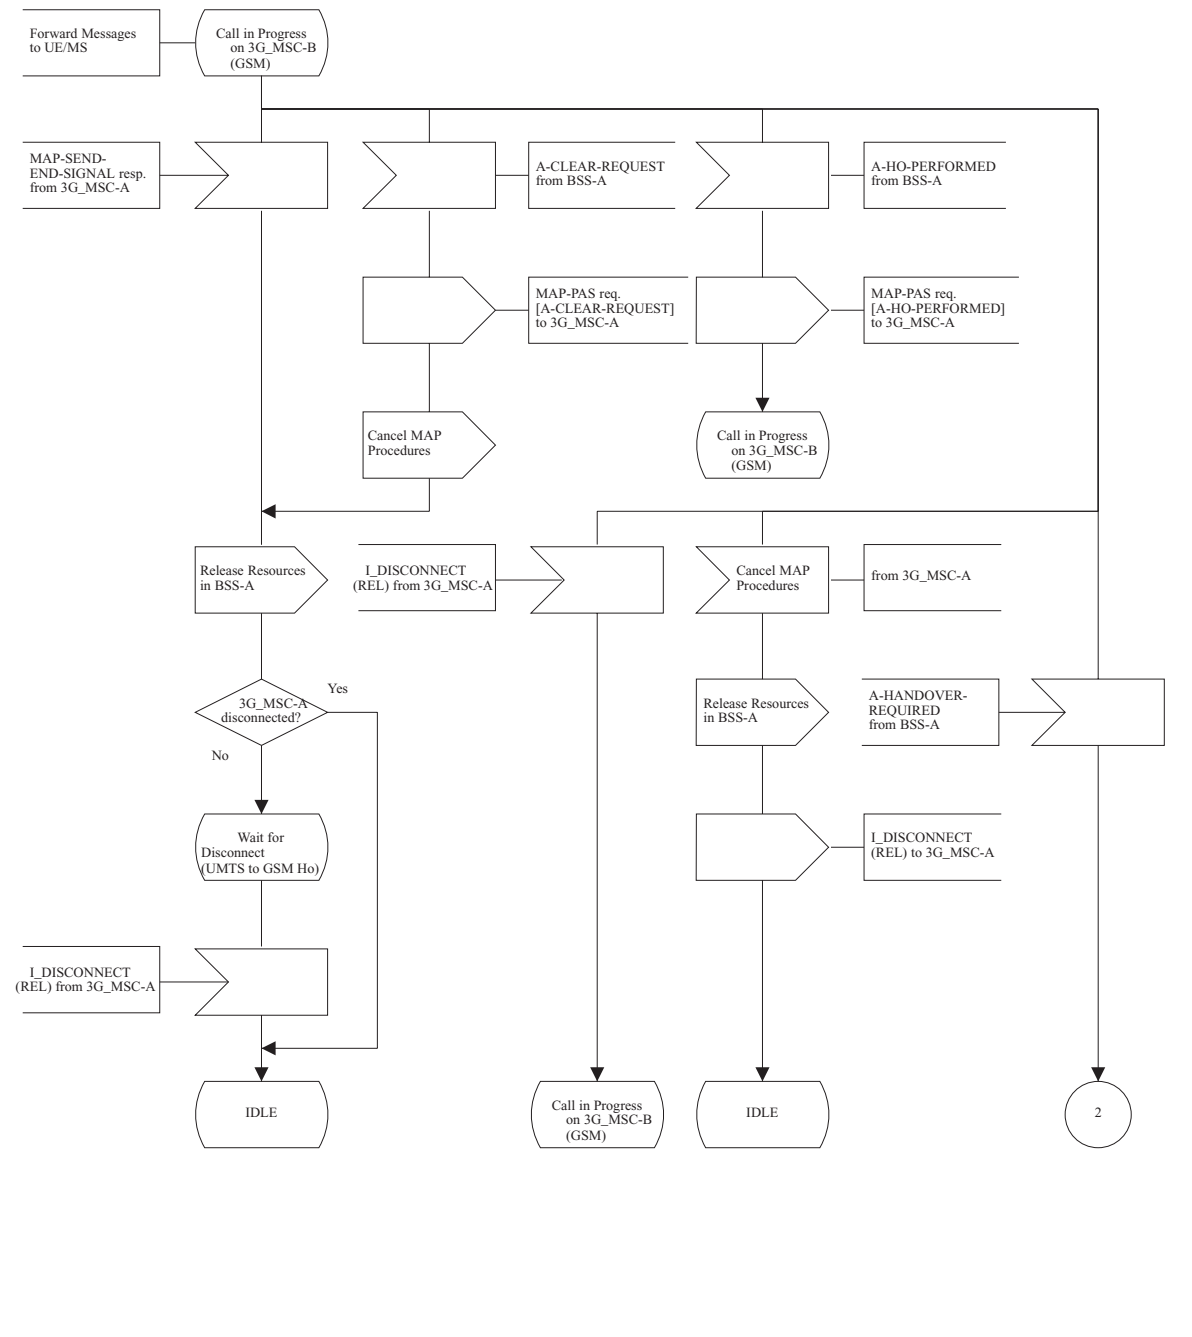 Forward Messages
to UE/MS
Call in Progress
on 3G_MSC-B
(GSM)
MAP-SEND-
END-SIGNAL resp.
from 3G_MSC-A
A-CLEAR-REQUEST
from BSS-A
A-HO-PERFORMED
from BSS-A
MAP-PAS req.
[A-CLEAR-REQUEST]
to 3G_MSC-A
MAP-PAS req.
[A-HO-PERFORMED]
to 3G_MSC-A
Cancel MAP
Procedures
Call in Progress
on 3G_MSC-B
(GSM)
Release Resources
in BSS-A
I_DISCONNECT
(REL) from 3G_MSC-A
Cancel MAP
Procedures
from 3G_MSC-A
3G_MSC-A
disconnected?
Yes
No
Release Resources
in BSS-A
A-HANDOVER-
REQUIRED
from BSS-A
Wait for
Disconnect
(UMTS to GSM Ho)
I_DISCONNECT
(REL) to 3G_MSC-A
I_DISCONNECT
(REL) from 3G_MSC-A
IDLE
Call in Progress
on 3G_MSC-B
(GSM)
IDLE
2